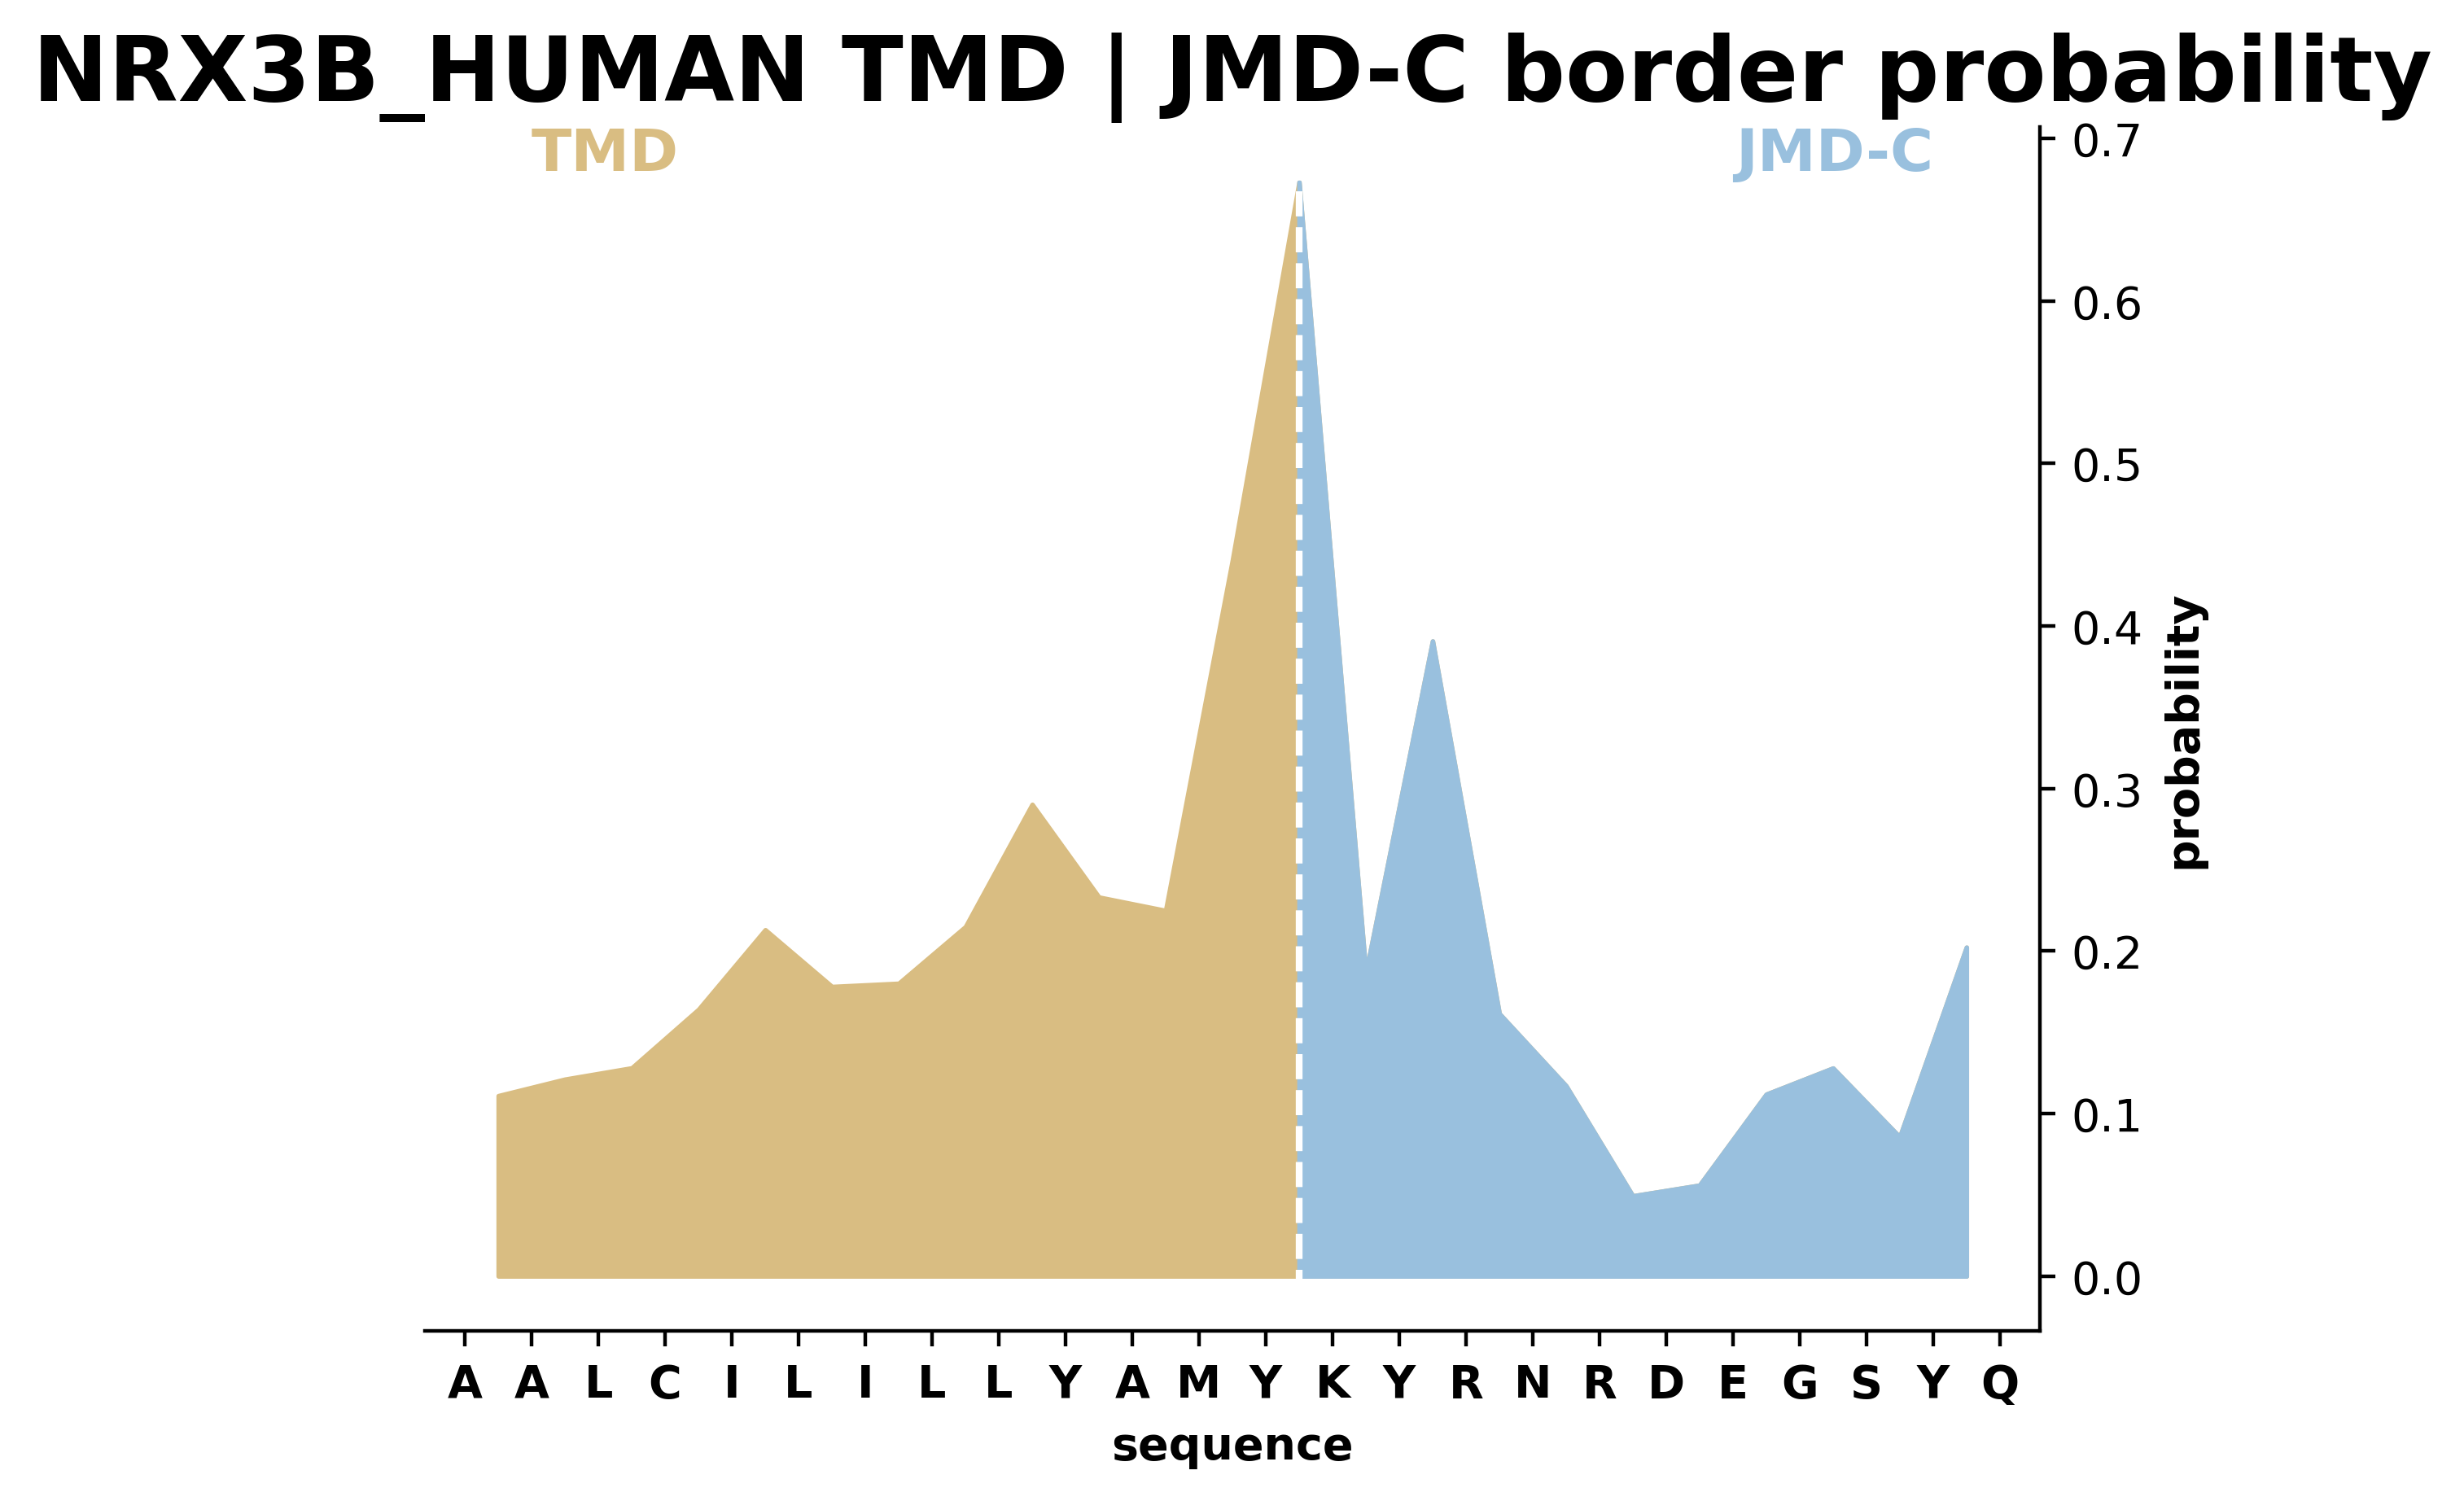 NRX3B_HUMAN TMD | JMD-C border probability
TMD
JMD-C
0.7
0.6
0.5
0.4
0.3
0.2
0.1
0.0
probability
A A L C I L I L L Y A M Y K Y R N R D E G S Y Q
sequence